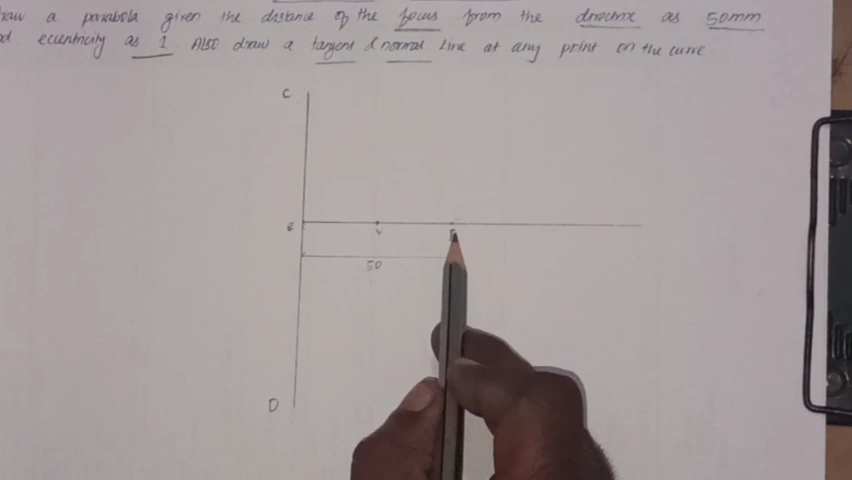 a parabola given the distance of the focus from the directrix as 50mm
eccentricity as 1 Also draw a tangent & normal line at any point on the curve
C
V
F
50
D